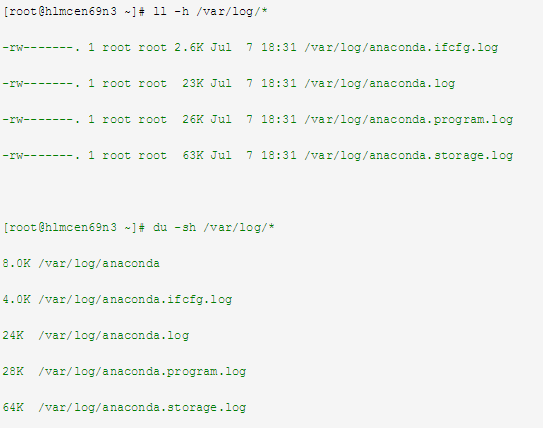 [root@hlmcen69n3 ~]# ll -h /var/log/*
-rw-------. 1 root root 2.6K Jul  7 18:31 /var/log/anaconda.ifcfg.log
-rw-------. 1 root root  23K Jul  7 18:31 /var/log/anaconda.log
-rw-------. 1 root root  26K Jul  7 18:31 /var/log/anaconda.program.log
-rw-------. 1 root root  63K Jul  7 18:31 /var/log/anaconda.storage.log
[root@hlmcen69n3 ~]# du -sh /var/log/*
8.0K /var/log/anaconda
4.0K /var/log/anaconda.ifcfg.log
24K  /var/log/anaconda.log
28K  /var/log/anaconda.program.log
64K  /var/log/anaconda.storage.log